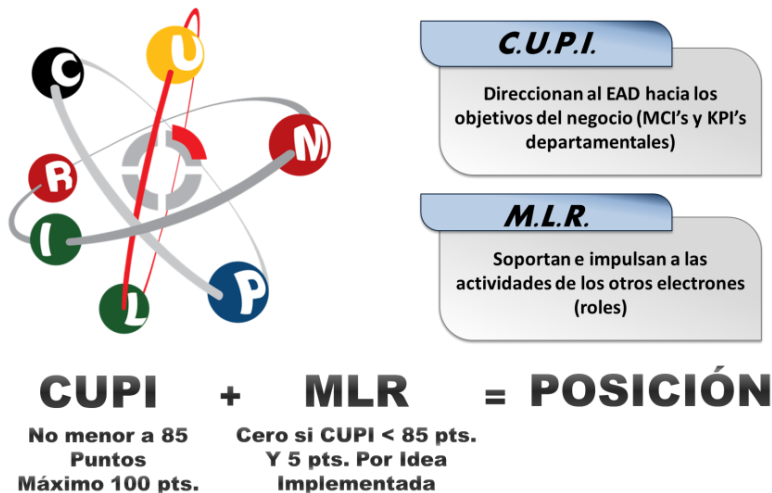 C
U
M
R
I
L
P
C.U.P.I.
Direccionan al EAD hacia los
objetivos del negocio (MCI's y KPI's
departamentales)
M.L.R.
Soportan e impulsan a las
actividades de los otros electrones
(roles)
CUPI + MLR = POSICIÓN
No menor a 85
Puntos
Máximo 100 pts.
Cero si CUPI < 85 pts.
Y 5 pts. Por Idea
Implementada